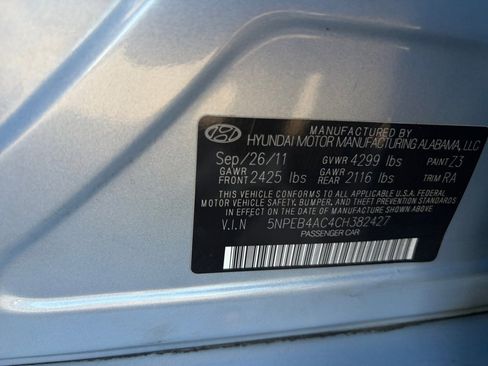 MANUFACTURED BY
HYUNDAI MOTOR MANUFACTURING ALABAMA, LLC
Sep/26/11 GVWR 4299 lbs PAINT Z3
GAWR FRONT 2425 lbs GAWR REAR 2116 lbs TRIM RA
THIS VEHICLE CONFORMS TO ALL APPLICABLE U.S.A. FEDERAL
MOTOR VEHICLE SAFETY, BUMPER, AND THEFT PREVENTION STANDARDS
IN EFFECT ON THE DATE OF MANUFACTURE SHOWN ABOVE.
V.I.N 5NPEB4AC4CH382427
PASSENGER CAR